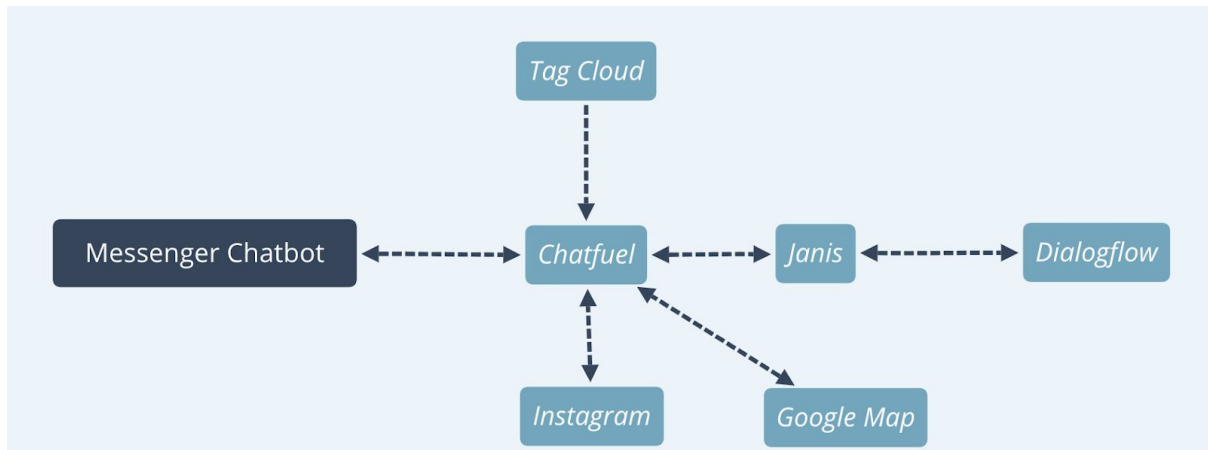 Tag Cloud
Messenger Chatbot
Chatfuel
Janis
Dialogflow
Instagram
Google Map